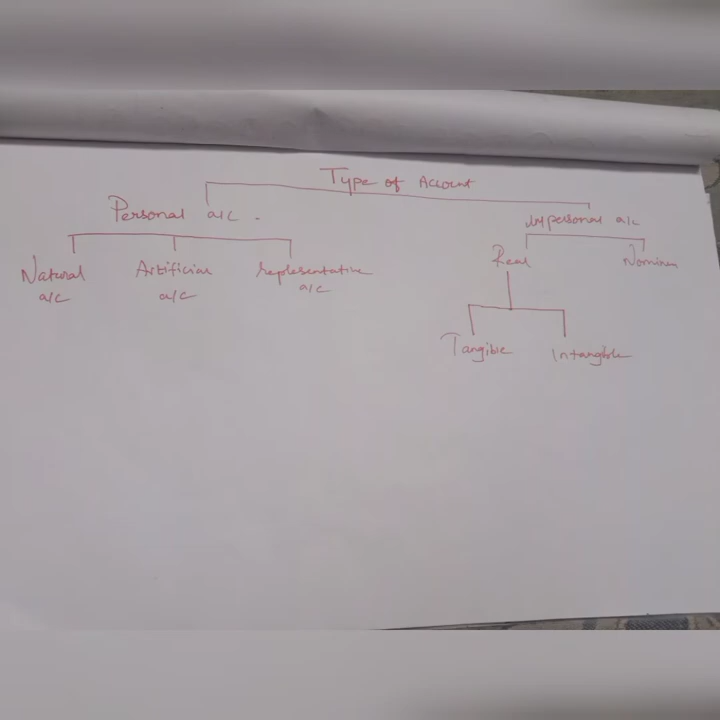 Type of Account
Personal a/c.
Impersonal a/c
Natural a/c
Artificial a/c
representative a/c
Real
Nominal
Tangible
Intangible